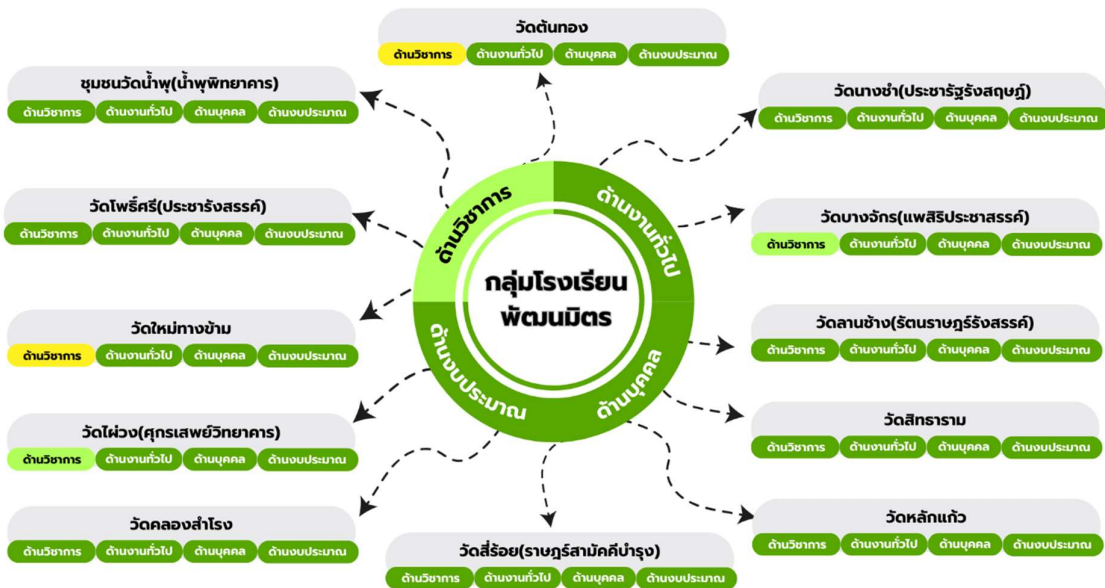 วัดต้นทอง
ด้านวิชาการ ด้านงานทั่วไป ด้านบุคคล ด้านงบประมาณ
ชุมชนวัดน้ำพุ(น้ำพุพิทยาคาร)
ด้านวิชาการ ด้านงานทั่วไป ด้านบุคคล ด้านงบประมาณ
วัดนางชำ(ประชารัฐรังสฤษฎ์)
ด้านวิชาการ ด้านงานทั่วไป ด้านบุคคล ด้านงบประมาณ
วัดโพธิ์ศรี(ประชารังสรรค์)
ด้านวิชาการ ด้านงานทั่วไป ด้านบุคคล ด้านงบประมาณ
วัดบางจักร(แพสิริประชาสรรค์)
ด้านวิชาการ ด้านงานทั่วไป ด้านบุคคล ด้านงบประมาณ
ด้านวิชาการ
ด้านงานทั่วไป
กลุ่มโรงเรียน
พัฒนมิตร
ด้านงบประมาณ
ด้านบุคคล
วัดใหม่ทางข้าม
ด้านวิชาการ ด้านงานทั่วไป ด้านบุคคล ด้านงบประมาณ
วัดลานช้าง(รัตนราษฎร์รังสรรค์)
ด้านวิชาการ ด้านงานทั่วไป ด้านบุคคล ด้านงบประมาณ
วัดไผ่วง(ศุกรเสพย์วิทยาคาร)
ด้านวิชาการ ด้านงานทั่วไป ด้านบุคคล ด้านงบประมาณ
วัดสิทธาราม
ด้านวิชาการ ด้านงานทั่วไป ด้านบุคคล ด้านงบประมาณ
วัดคลองสำโรง
ด้านวิชาการ ด้านงานทั่วไป ด้านบุคคล ด้านงบประมาณ
วัดหลักแก้ว
ด้านวิชาการ ด้านงานทั่วไป ด้านบุคคล ด้านงบประมาณ
วัดสี่ร้อย(ราษฎร์สามัคคีบำรุง)
ด้านวิชาการ ด้านงานทั่วไป ด้านบุคคล ด้านงบประมาณ